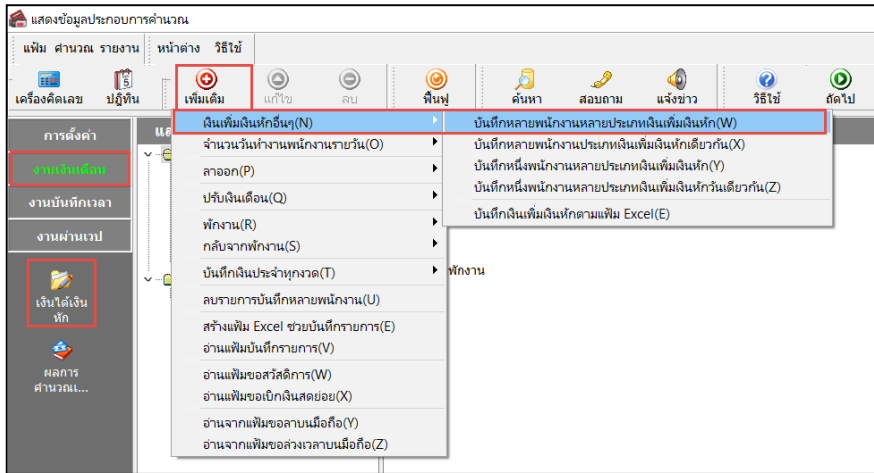 แสดงข้อมูลประกอบการคำนวณ
แฟ้ม คำนวณ รายงาน หน้าต่าง วิธีใช้
เครื่องคิดเลข ปฏิทิน เพิ่มเติม แก้ไข ลบ ฟื้นฟู ค้นหา สอบถาม แจ้งข่าว วิธีใช้ ถัดไป
การตั้งค่า
งานเงินเดือน
งานบันทึกเวลา
งานผ่านเวป
เงินได้เงิน
หัก
ผลการ
คำนวณเ...
เงินเพิ่มเงินหักอื่นๆ(N)
จำนวนวันทำงานพนักงานรายวัน(O)
ลาออก(P)
ปรับเงินเดือน(Q)
พักงาน(R)
กลับจากพักงาน(S)
บันทึกเงินประจำทุกงวด(T)
ลบรายการบันทึกหลายพนักงาน(U)
สร้างแฟ้ม Excel ช่วยบันทึกรายการ(E)
อ่านแฟ้มบันทึกรายการ(V)
อ่านแฟ้มขอสวัสดิการ(W)
อ่านแฟ้มขอเบิกเงินสดย่อย(X)
อ่านจากแฟ้มขอลาบนมือถือ(Y)
อ่านจากแฟ้มขอล่วงเวลาบนมือถือ(Z)
บันทึกหลายพนักงานหลายประเภทเงินเพิ่มเงินหัก(W)
บันทึกหลายพนักงานประเภทเงินเพิ่มเงินหักเดียวกัน(X)
บันทึกหนึ่งพนักงานหลายประเภทเงินเพิ่มเงินหัก(Y)
บันทึกหนึ่งพนักงานหลายประเภทเงินเพิ่มเงินหักวันเดียวกัน(Z)
บันทึกเงินเพิ่มเงินหักตามแฟ้ม Excel(E)
พักงาน